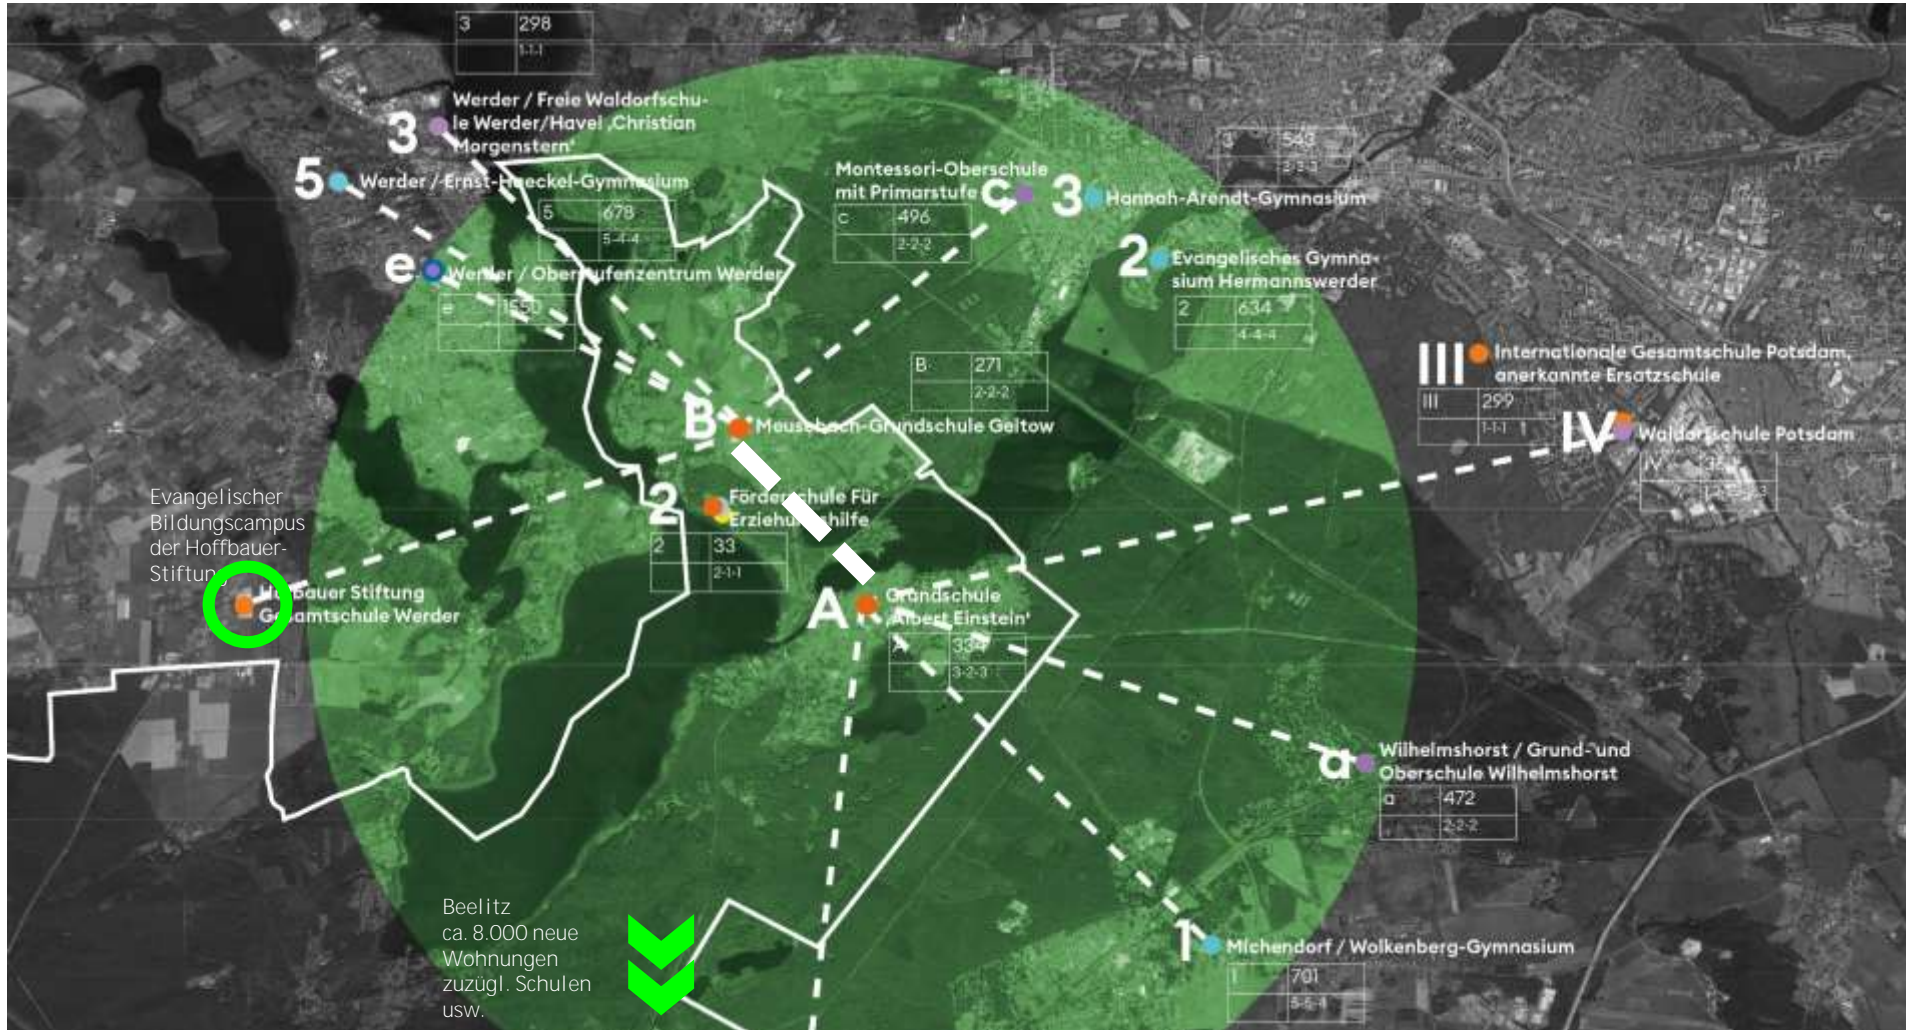 3 298
1-1-1
Werder / Freie Waldorfschu-
le Werder/Havel ‚Christian
Morgenstern'
3
5
Werder / Ernst-Haeckel-Gymnasium
5 678
5-4-4
e
Werder / Oberstufenzentrum Werder
e 1550
Montessori-Oberschule
mit Primarstufe
c
c 496
2-2-2
3
Hannah-Arendt-Gymnasium
3 543
3-3-3
2
Evangelisches Gymna-
sium Hermannswerder
2 634
4-4-4
III
Internationale Gesamtschule Potsdam,
anerkannte Ersatzschule
III 299
1-1-1
IV
Waldorfschule Potsdam
IV
B 271
2-2-2
B
Meusebach-Grundschule Geltow
2
Förderschule Für
Erziehungshilfe
2 33
2-1-1
Evangelischer
Bildungscampus
der Hoffbauer-
Stiftung
Hoffbauer Stiftung
Gesamtschule Werder
A
Grundschule
‚Albert Einstein'
A 334
3-2-3
a
Wilhelmshorst / Grund- und
Oberschule Wilhelmshorst
a 472
2-2-2
Beelitz
ca. 8.000 neue
Wohnungen
zuzügl. Schulen
usw.
1
Michendorf / Wolkenberg-Gymnasium
1 701